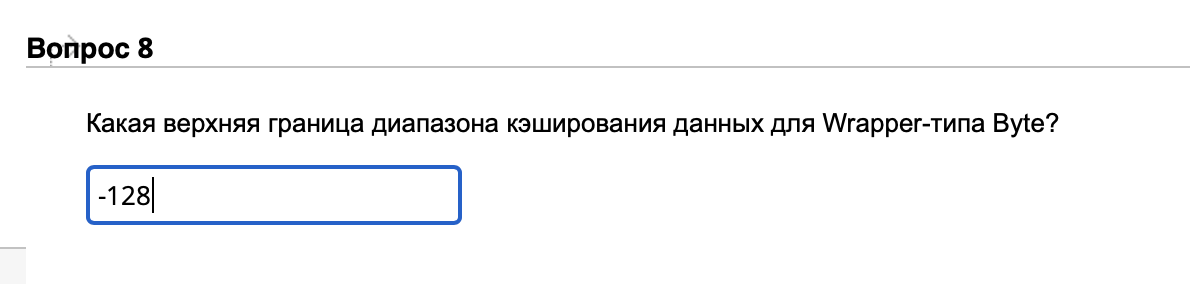 Вопрос 8
Какая верхняя граница диапазона кэширования данных для Wrapper-типа Byte?
-128